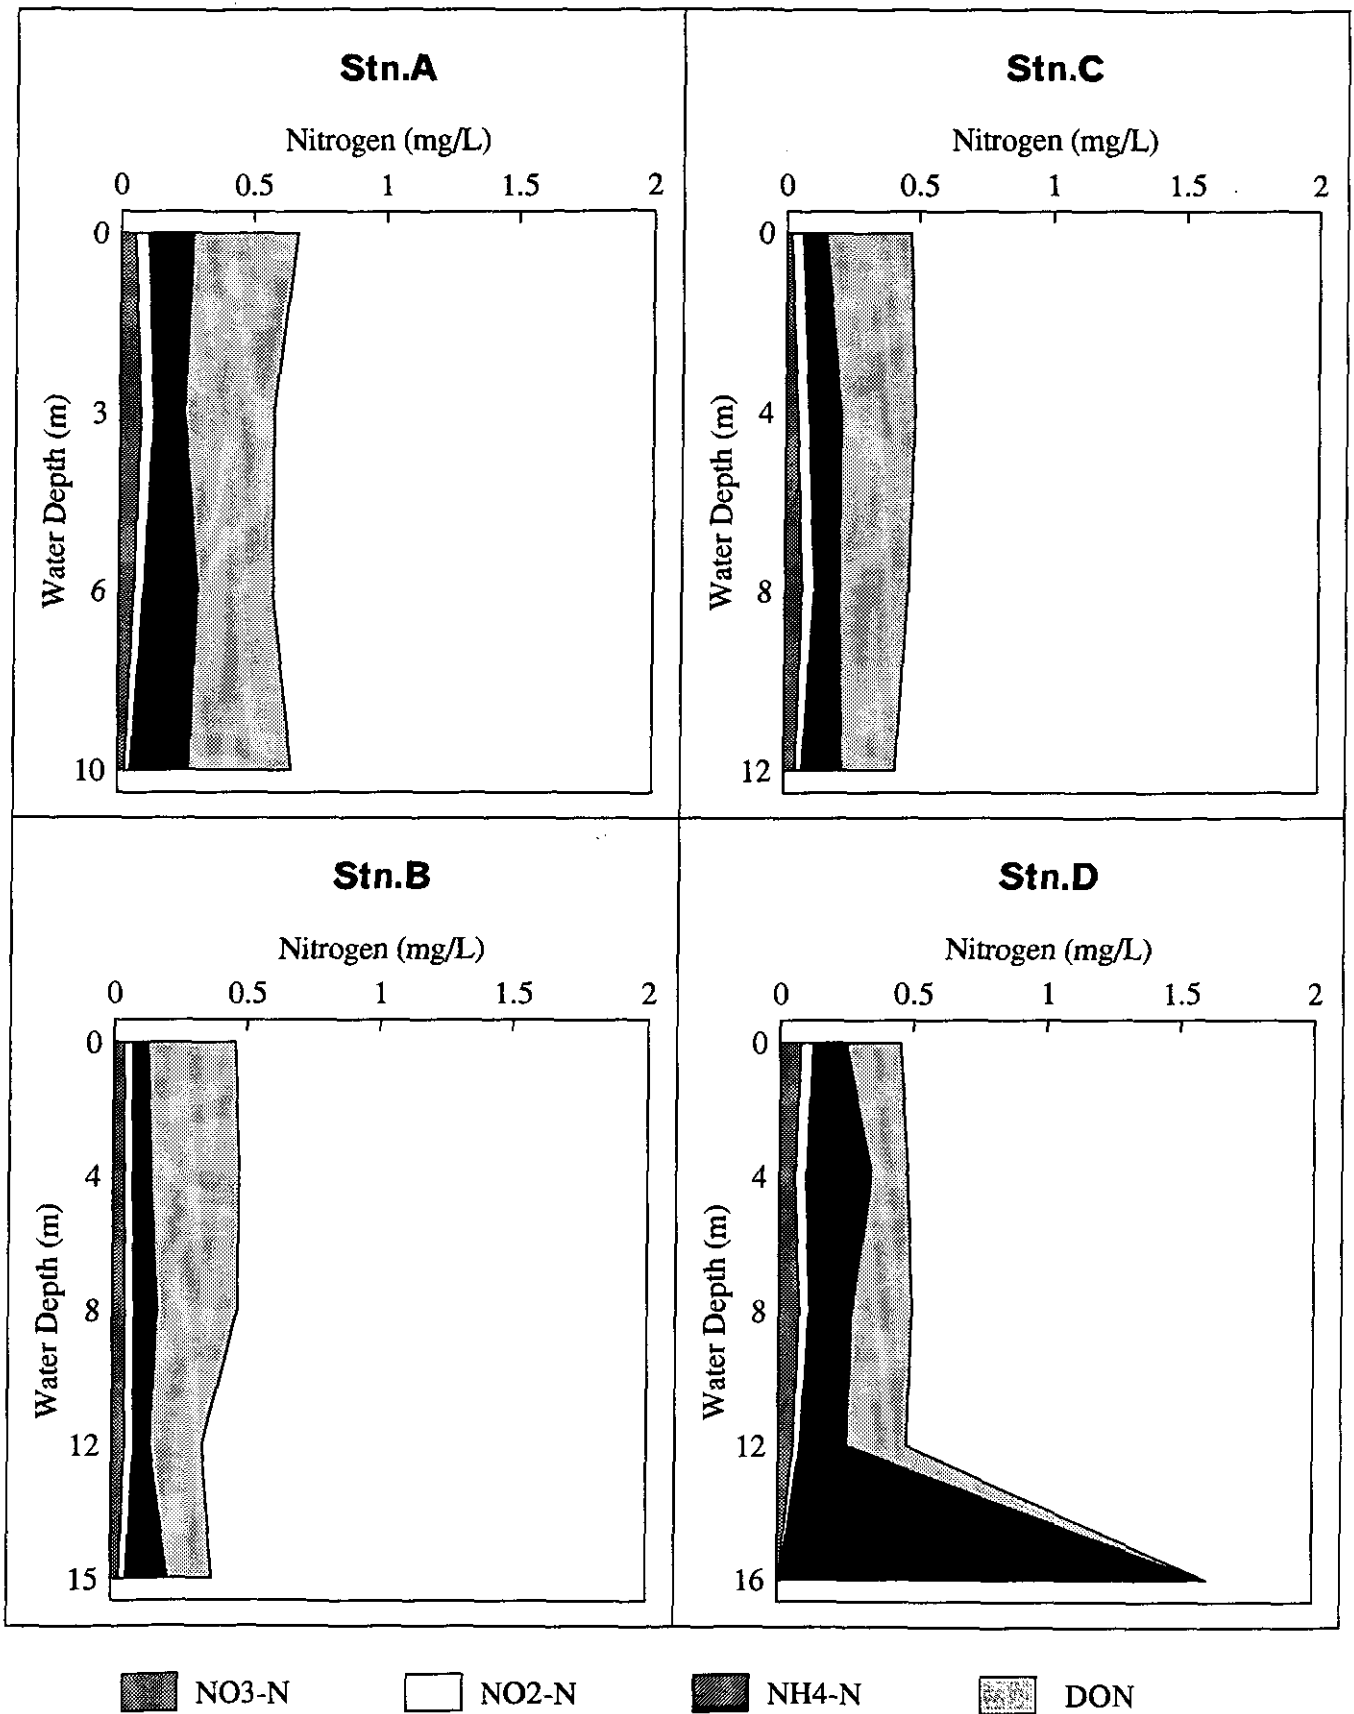 Stn.A
Nitrogen (mg/L)
0 0.5 1 1.5 2
Water Depth (m)
0
3
6
10
Stn.C
Nitrogen (mg/L)
0 0.5 1 1.5 2
Water Depth (m)
0
4
8
12
Stn.B
Nitrogen (mg/L)
0 0.5 1 1.5 2
Water Depth (m)
0
4
8
12
15
Stn.D
Nitrogen (mg/L)
0 0.5 1 1.5 2
Water Depth (m)
0
4
8
12
16
NO3-N NO2-N NH4-N DON